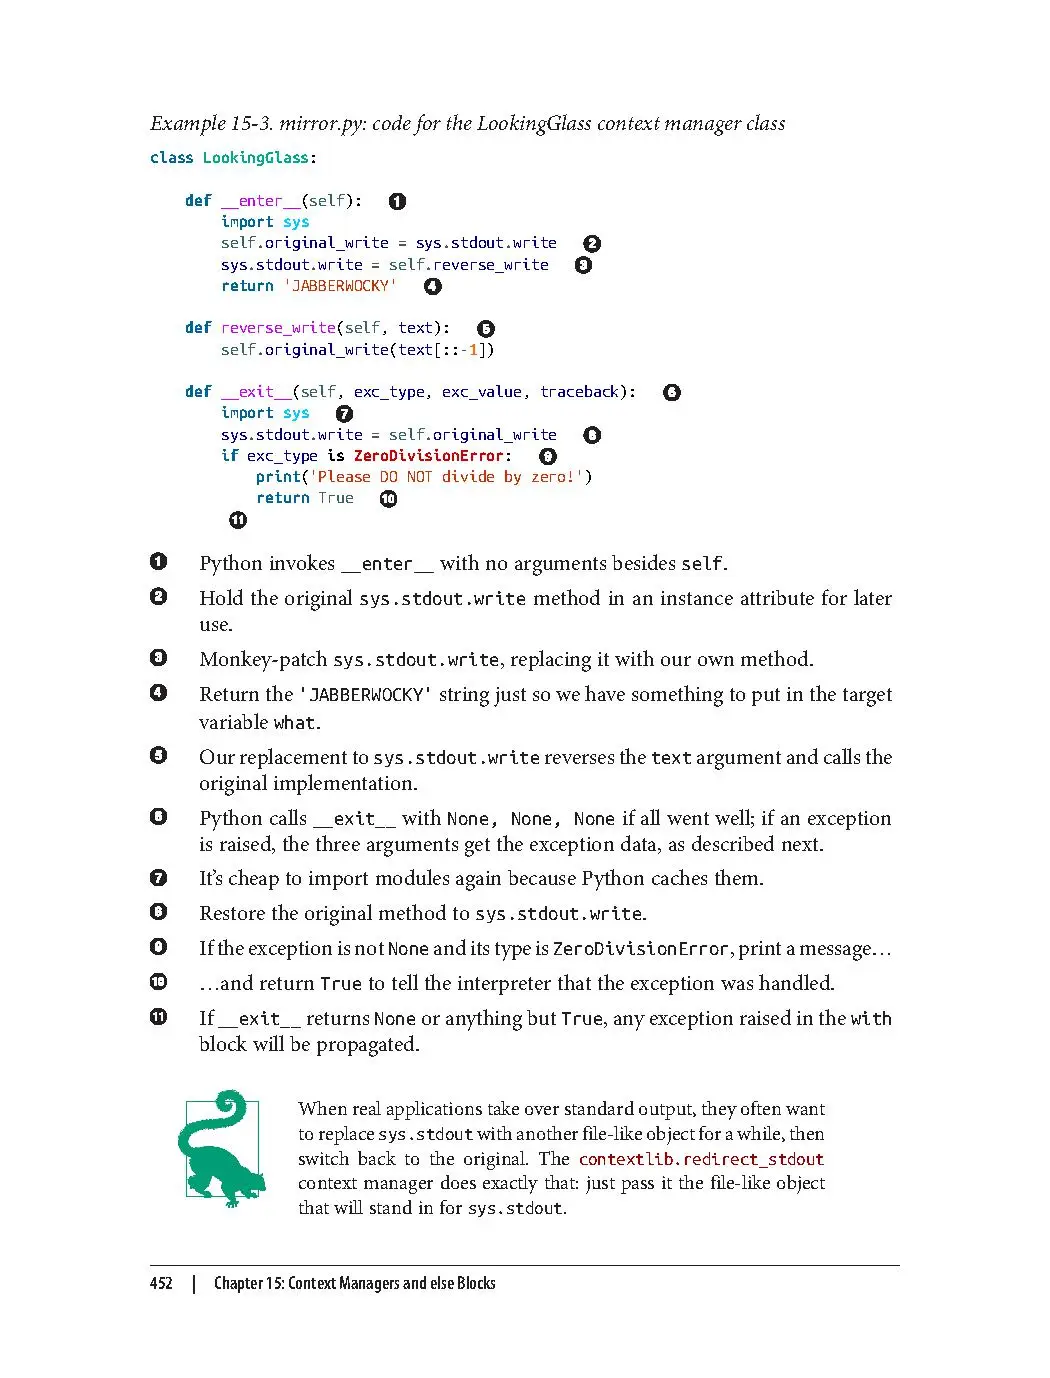 Example 15-3. mirror.py: code for the LookingGlass context manager class
class LookingGlass:
def __enter__(self): ❶
import sys
self.original_write = sys.stdout.write ❷
sys.stdout.write = self.reverse_write ❸
return 'JABBERWOCKY' ❹
def reverse_write(self, text): ❺
self.original_write(text[::-1])
def __exit__(self, exc_type, exc_value, traceback): ❻
import sys ❼
sys.stdout.write = self.original_write ❽
if exc_type is ZeroDivisionError: ❾
print('Please DO NOT divide by zero!')
return True ❿
⓫
❶ Python invokes __enter__ with no arguments besides self.
❷ Hold the original sys.stdout.write method in an instance attribute for later
use.
❸ Monkey-patch sys.stdout.write, replacing it with our own method.
❹ Return the 'JABBERWOCKY' string just so we have something to put in the target
variable what.
❺ Our replacement to sys.stdout.write reverses the text argument and calls the
original implementation.
❻ Python calls __exit__ with None, None, None if all went well; if an exception
is raised, the three arguments get the exception data, as described next.
❼ It’s cheap to import modules again because Python caches them.
❽ Restore the original method to sys.stdout.write.
❾ If the exception is not None and its type is ZeroDivisionError, print a message…
❿ …and return True to tell the interpreter that the exception was handled.
⓫ If __exit__ returns None or anything but True, any exception raised in the with
block will be propagated.
When real applications take over standard output, they often want
to replace sys.stdout with another file-like object for a while, then
switch back to the original. The contextlib.redirect_stdout
context manager does exactly that: just pass it the file-like object
that will stand in for sys.stdout.
452 | Chapter 15: Context Managers and else Blocks